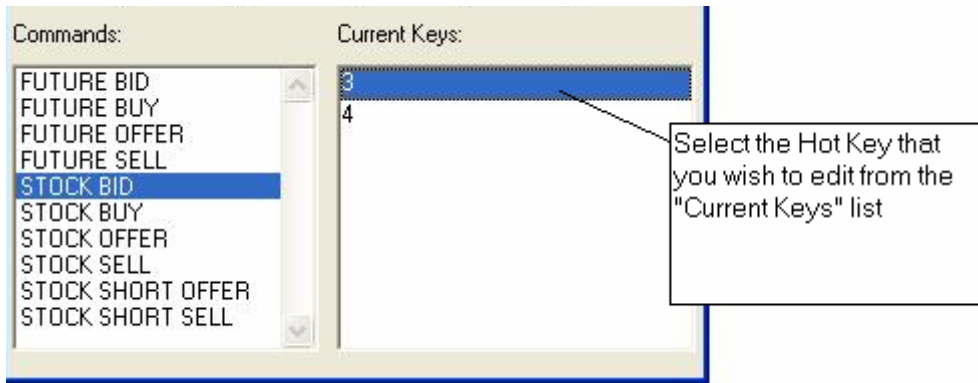 Commands:
Current Keys:
FUTURE BID
FUTURE BUY
FUTURE OFFER
FUTURE SELL
STOCK BID
STOCK BUY
STOCK OFFER
STOCK SELL
STOCK SHORT OFFER
STOCK SHORT SELL
3
4
Select the Hot Key that
you wish to edit from the
"Current Keys" list